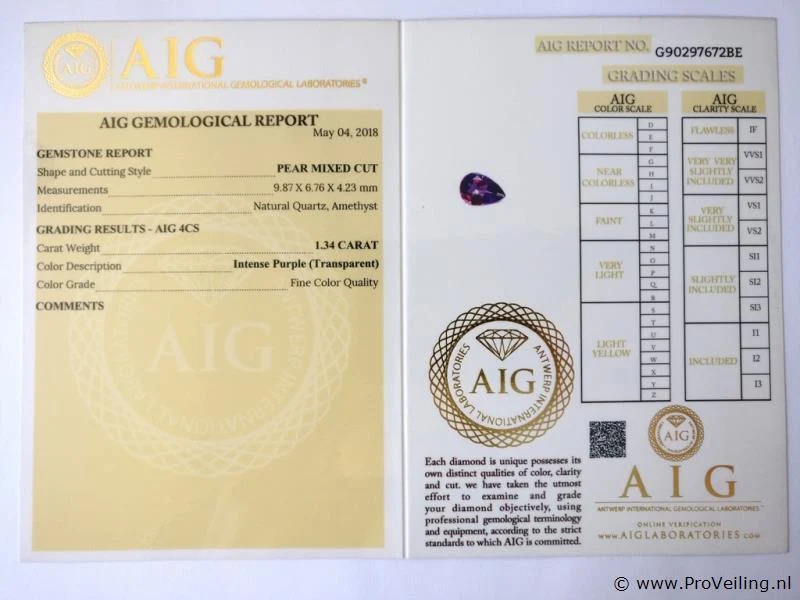 AIG
ANTWERP INTERNATIONAL GEMOLOGICAL LABORATORIES ®
AIG
AIG GEMOLOGICAL REPORT
May 04, 2018
GEMSTONE REPORT
Shape and Cutting Style PEAR MIXED CUT
Measurements 9.87 X 6.76 X 4.23 mm
Identification Natural Quartz, Amethyst
GRADING RESULTS - AIG 4CS
Carat Weight 1.34 CARAT
Color Description Intense Purple (Transparent)
Color Grade Fine Color Quality
COMMENTS
AIG
AIG REPORT NO. G90297672BE
GRADING SCALES
AIG
COLOR SCALE
COLORLESS
D
E
F
NEAR
COLORLESS
G
H
I
J
FAINT
K
L
M
VERY
LIGHT
N
O
P
Q
R
LIGHT
YELLOW
S
T
U
V
W
X
Y
Z
AIG
CLARITY SCALE
FLAWLESS
IF
VERY VERY
SLIGHTLY
INCLUDED
VVS1
VVS2
VERY
SLIGHTLY
INCLUDED
VS1
VS2
SLIGHTLY
INCLUDED
SI1
SI2
SI3
INCLUDED
I1
I2
I3
ANTWERP INTERNATIONAL GEMOLOGICAL LABORATORIES
AIG
Each diamond is unique possesses its
own distinct qualities of color, clarity
and cut. we have taken the utmost
effort to examine and grade
your diamond objectively, using
professional gemological terminology
and equipment, according to the strict
standards to which AIG is committed.
AIG
AIG
ANTWERP INTERNATIONAL GEMOLOGICAL LABORATORIES
ONLINE VERIFICATION
WWW.AIGLABORATORIES.COM
© www.ProVeiling.nl